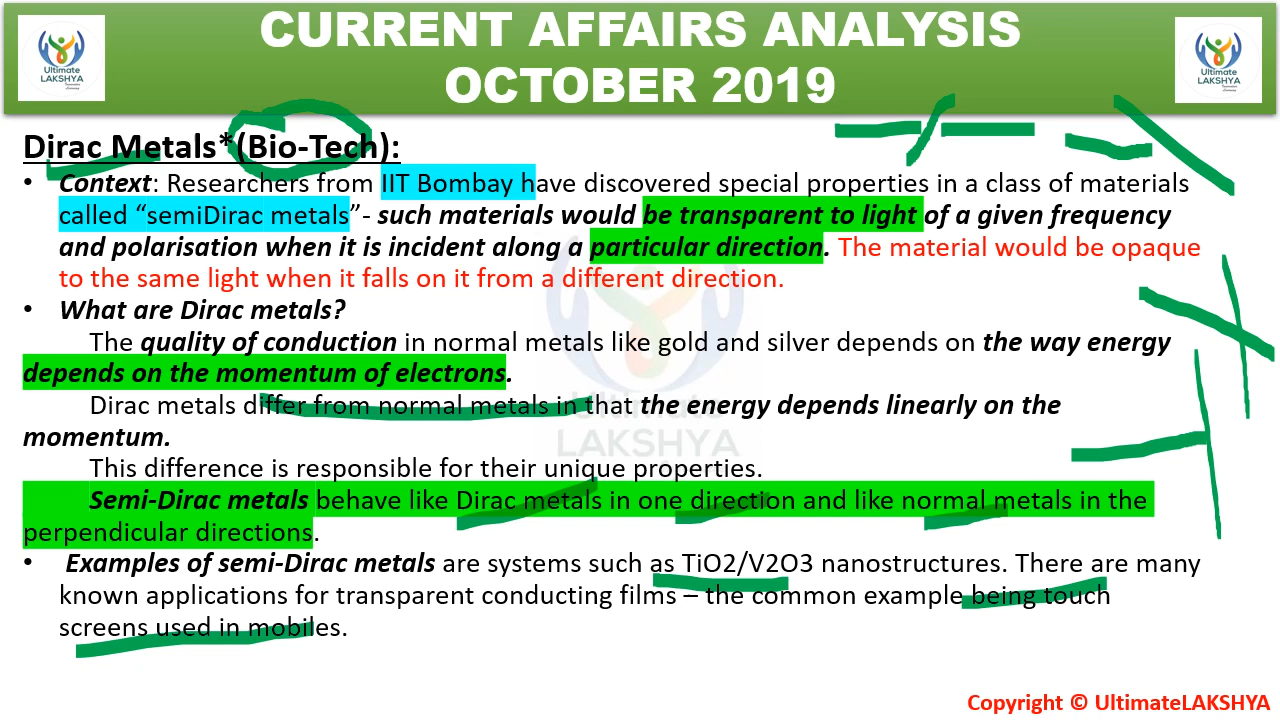 CURRENT AFFAIRS ANALYSIS
OCTOBER 2019
Ultimate
LAKSHYA
Ultimate
LAKSHYA
Dirac Metals*(Bio-Tech):
• Context: Researchers from IIT Bombay have discovered special properties in a class of materials
called “semiDirac metals”- such materials would be transparent to light of a given frequency
and polarisation when it is incident along a particular direction. The material would be opaque
to the same light when it falls on it from a different direction.
• What are Dirac metals?
The quality of conduction in normal metals like gold and silver depends on the way energy
depends on the momentum of electrons.
Dirac metals differ from normal metals in that the energy depends linearly on the
momentum.
This difference is responsible for their unique properties.
Semi-Dirac metals behave like Dirac metals in one direction and like normal metals in the
perpendicular directions.
• Examples of semi-Dirac metals are systems such as TiO2/V2O3 nanostructures. There are many
known applications for transparent conducting films – the common example being touch
screens used in mobiles.
Ultimate
LAKSHYA
Copyright © UltimateLAKSHYA